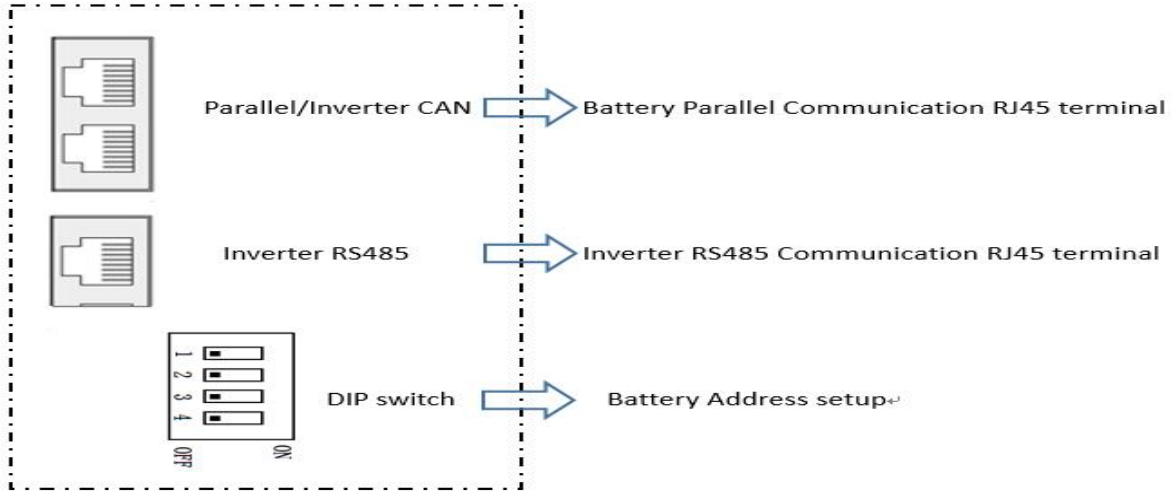 Parallel/Inverter CAN
Battery Parallel Communication RJ45 terminal
Inverter RS485
Inverter RS485 Communication RJ45 terminal
1
2
3
4
OFF
ON
DIP switch
Battery Address setup↵